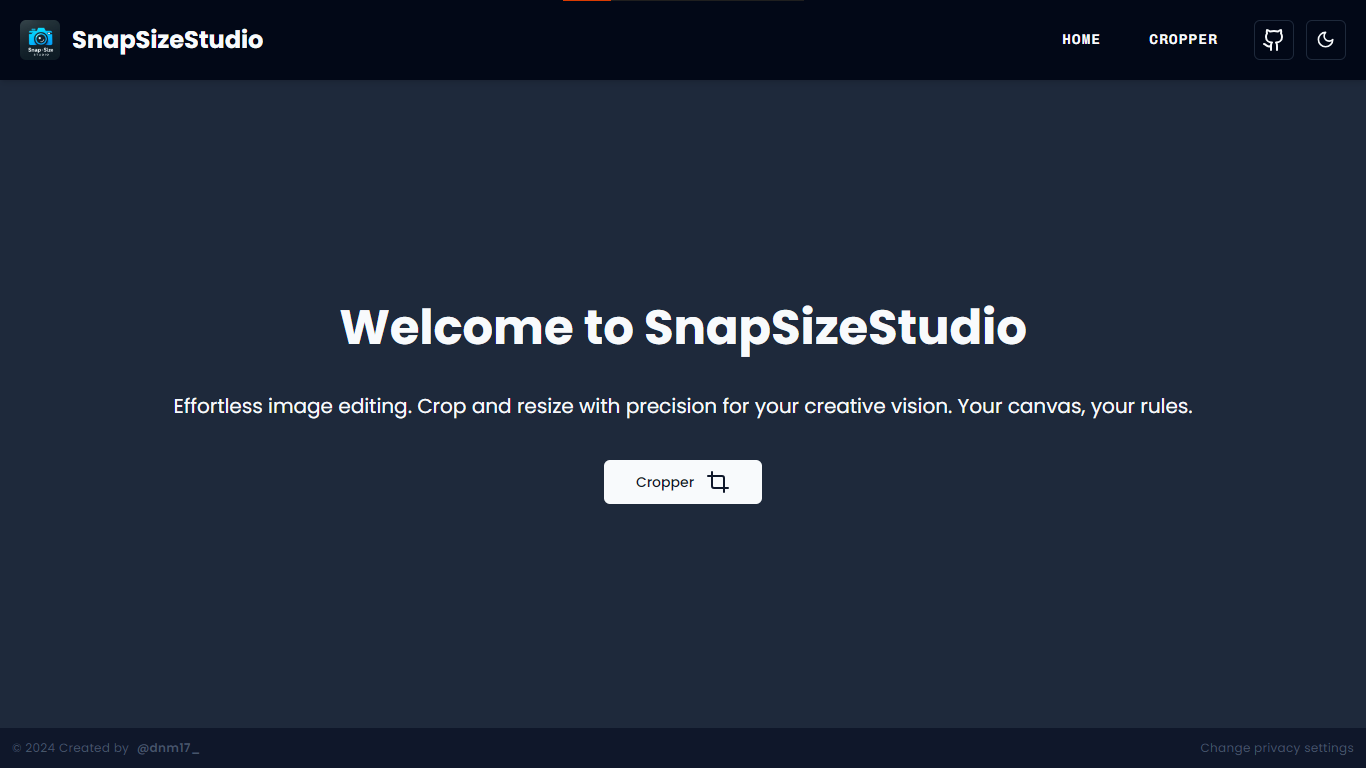 Snap-Size
STUDIO
SnapSizeStudio
HOME
CROPPER
Welcome to SnapSizeStudio
Effortless image editing. Crop and resize with precision for your creative vision. Your canvas, your rules.
Cropper
© 2024 Created by @dnm17_
Change privacy settings